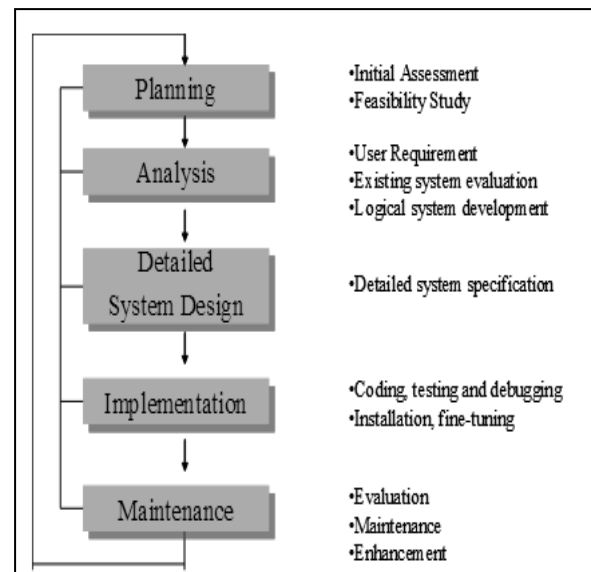 Planning
•Initial Assessment
•Feasibility Study
Analysis
•User Requirement
•Existing system evaluation
•Logical system development
Detailed
System Design
•Detailed system specification
Implementation
•Coding, testing and debugging
•Installation, fine-tuning
Maintenance
•Evaluation
•Maintenance
•Enhancement